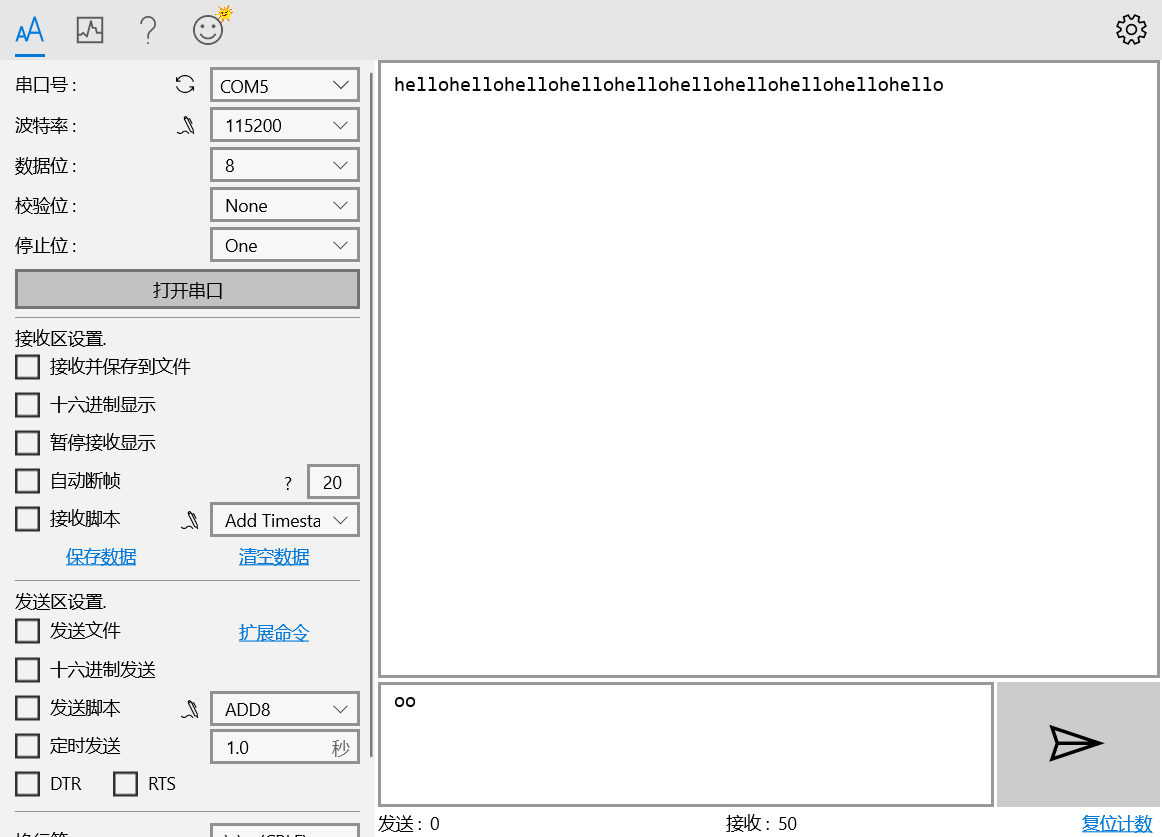 串口号 :
COM5
波特率 :
115200
数据位 :
8
校验位 :
None
停止位 :
One
打开串口
接收区设置.
接收并保存到文件
十六进制显示
暂停接收显示
自动断帧 ? 20
接收脚本 Add Timesta
保存数据 清空数据
发送区设置.
发送文件 扩展命令
十六进制发送
发送脚本 ADD8
定时发送 1.0 秒
DTR RTS
hellohellohellohellohellohellohellohellohellohello
oo
发送 : 0 接收 : 50 复位计数